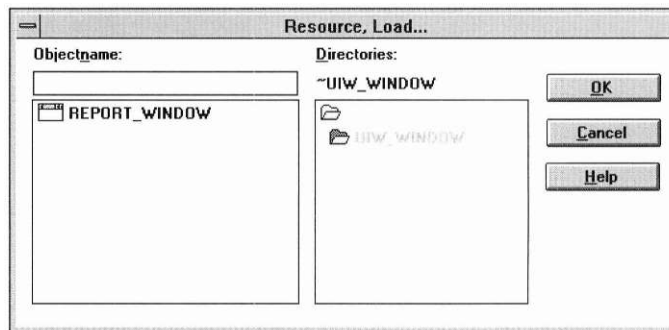 Resource, Load...
Objectname:
Directories:
~UIW_WINDOW
OK
REPORT_WINDOW
UIW_WINDOW
Cancel
Help